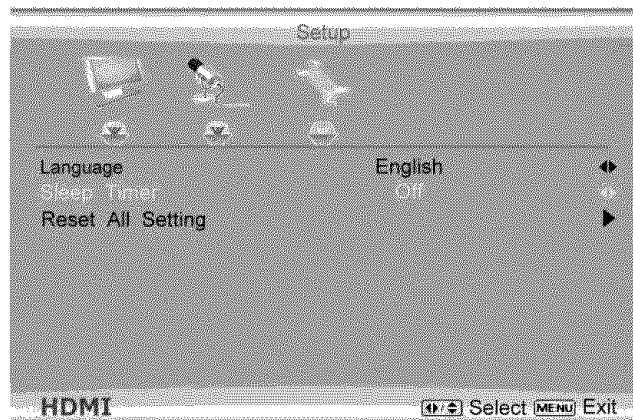 Setup
Language English
Sleep Timer Off
Reset All Setting
HDMI Select MENU Exit